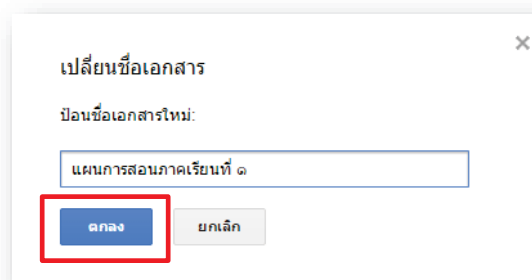 เปลี่ยนชื่อเอกสาร
ป้อนชื่อเอกสารใหม่:
แผนการสอนภาคเรียนที่ ๑
ตกลง ยกเลิก